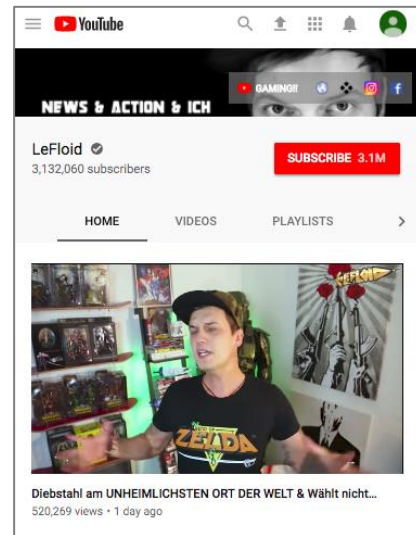 YouTube
GAMING!!
NEWS & ACTION & ICH
LeFloid
3,132,060 subscribers
SUBSCRIBE 3.1M
HOME VIDEOS PLAYLISTS
LEFLOID
ZELDA
Diebstahl am UNHEIMLICHSTEN ORT DER WELT & Wählt nicht...
520,269 views • 1 day ago